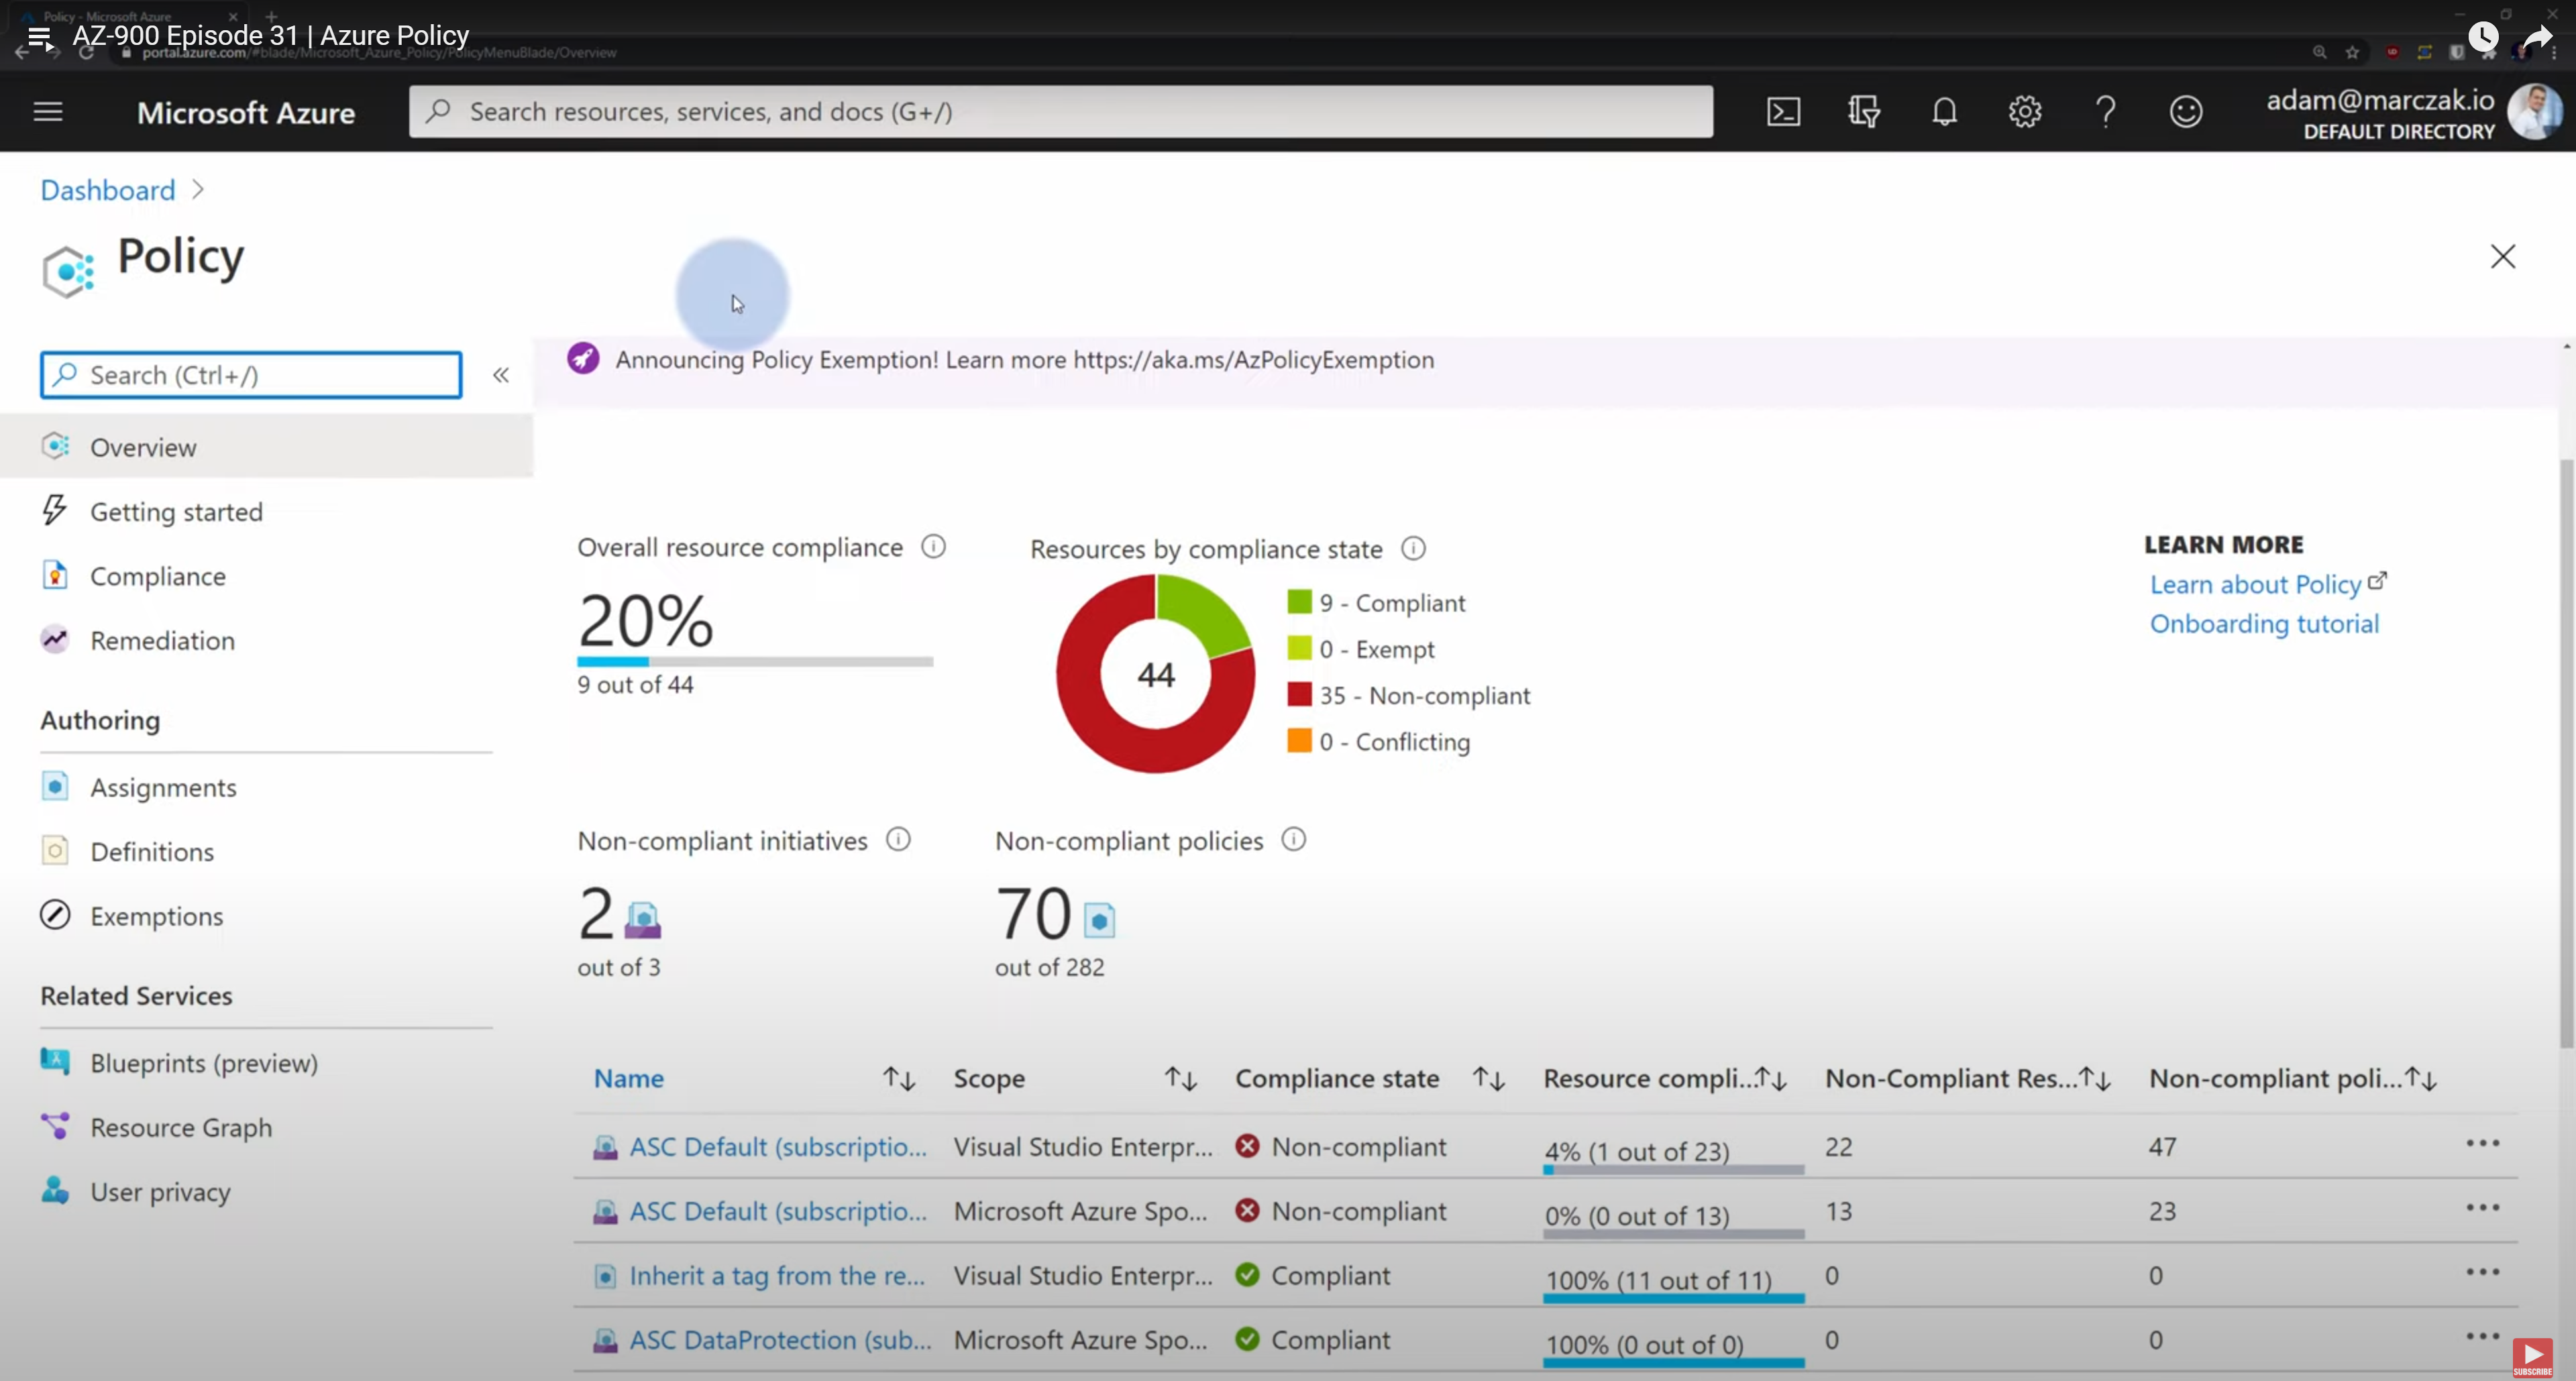 Policy - Microsoft Azure
AZ-900 Episode 31 | Azure Policy
portal.azure.com/#blade/Microsoft_Azure_Policy/PolicyMenuBlade/Overview
Microsoft Azure
Search resources, services, and docs (G+/)
adam@marczak.io
DEFAULT DIRECTORY
Dashboard
Policy
Search (Ctrl+/)
Announcing Policy Exemption! Learn more https://aka.ms/AzPolicyExemption
Overview
Getting started
Compliance
Remediation
Authoring
Assignments
Definitions
Exemptions
Related Services
Blueprints (preview)
Resource Graph
User privacy
Overall resource compliance
20%
9 out of 44
Resources by compliance state
44
9 - Compliant
0 - Exempt
35 - Non-compliant
0 - Conflicting
LEARN MORE
Learn about Policy
Onboarding tutorial
Non-compliant initiatives
2
out of 3
Non-compliant policies
70
out of 282
Name Scope Compliance state Resource compli... Non-Compliant Res... Non-compliant poli...
ASC Default (subscriptio... Visual Studio Enterpr... Non-compliant 4% (1 out of 23) 22 47
ASC Default (subscriptio... Microsoft Azure Spo... Non-compliant 0% (0 out of 13) 13 23
Inherit a tag from the re... Visual Studio Enterpr... Compliant 100% (11 out of 11) 0 0
ASC DataProtection (sub... Microsoft Azure Spo... Compliant 100% (0 out of 0) 0 0
SUBSCRIBE